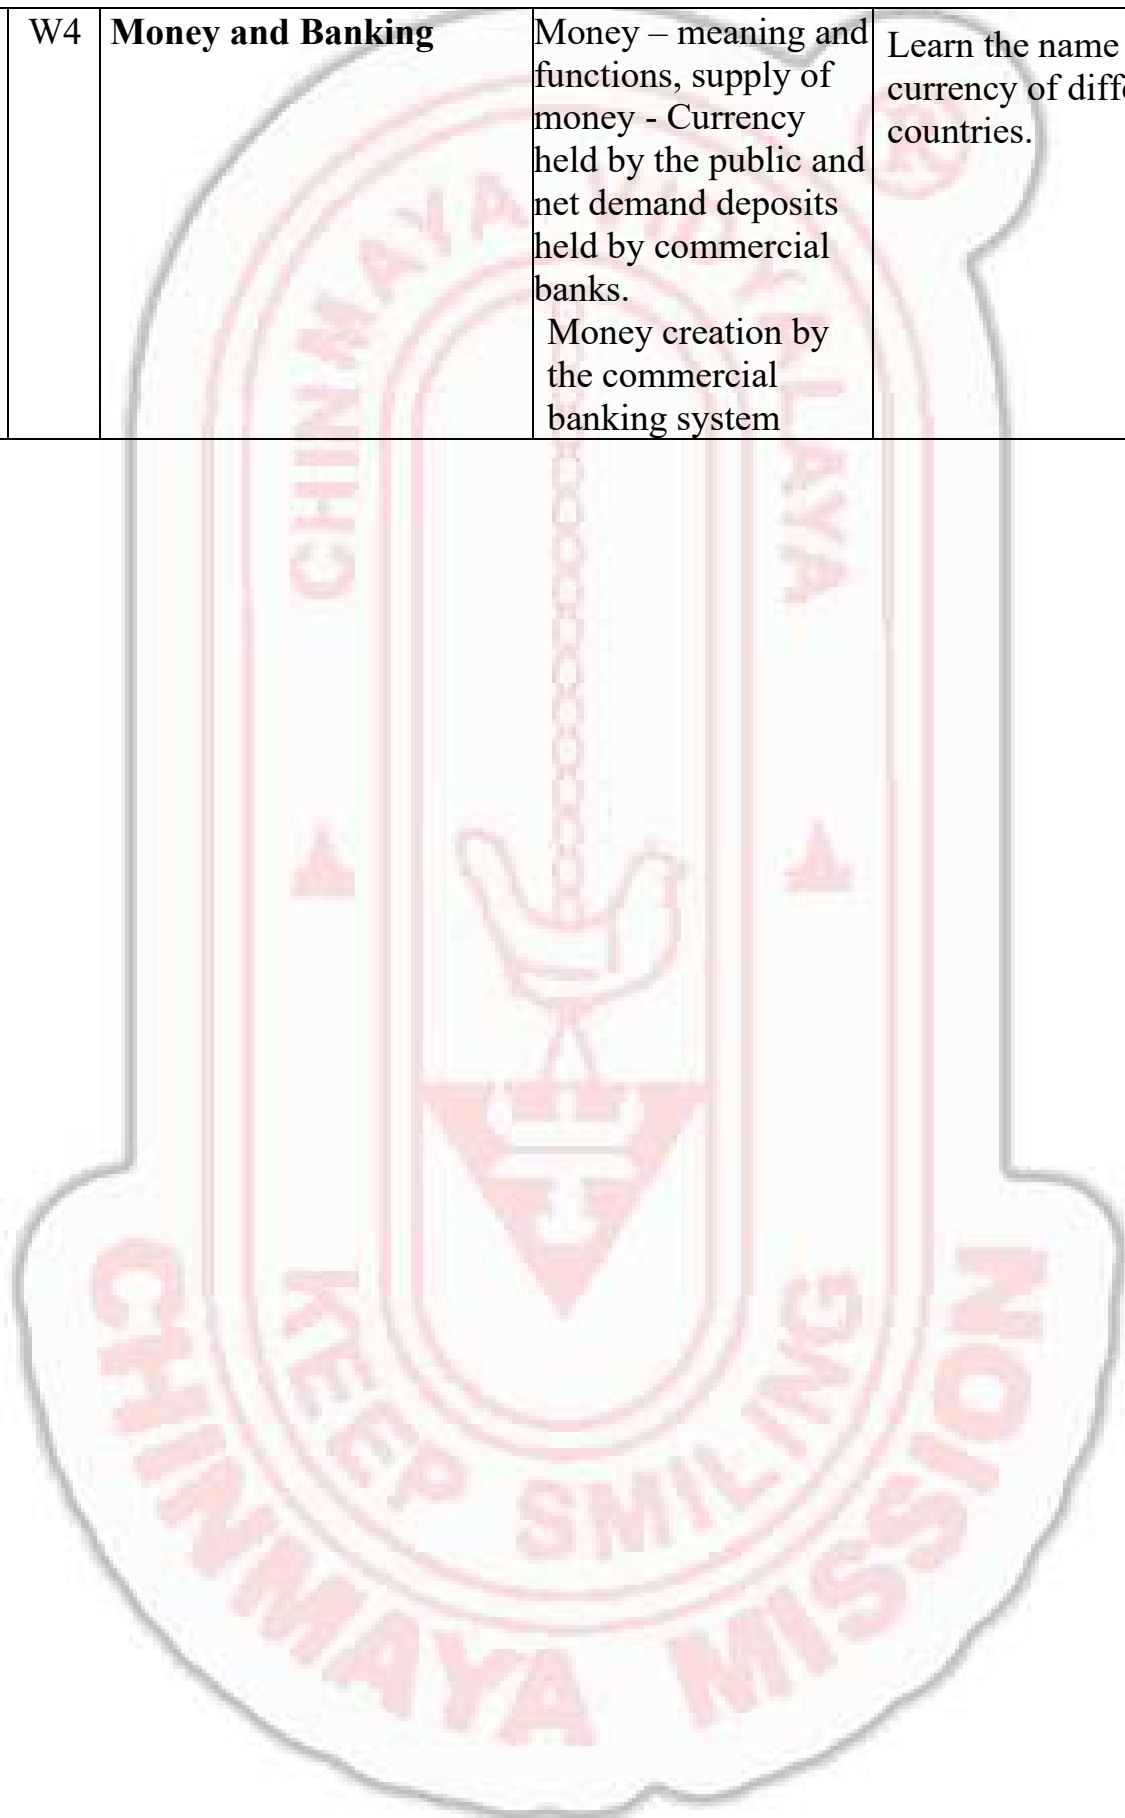 W4
Money and Banking
Money – meaning and
functions, supply of
money - Currency
held by the public and
net demand deposits
held by commercial
banks.
Money creation by
the commercial
banking system
Learn the name
currency of diffe
countries.
CHINMAYA VIDYALAYA
KEEP SMILING
CHINMAYA MISSION